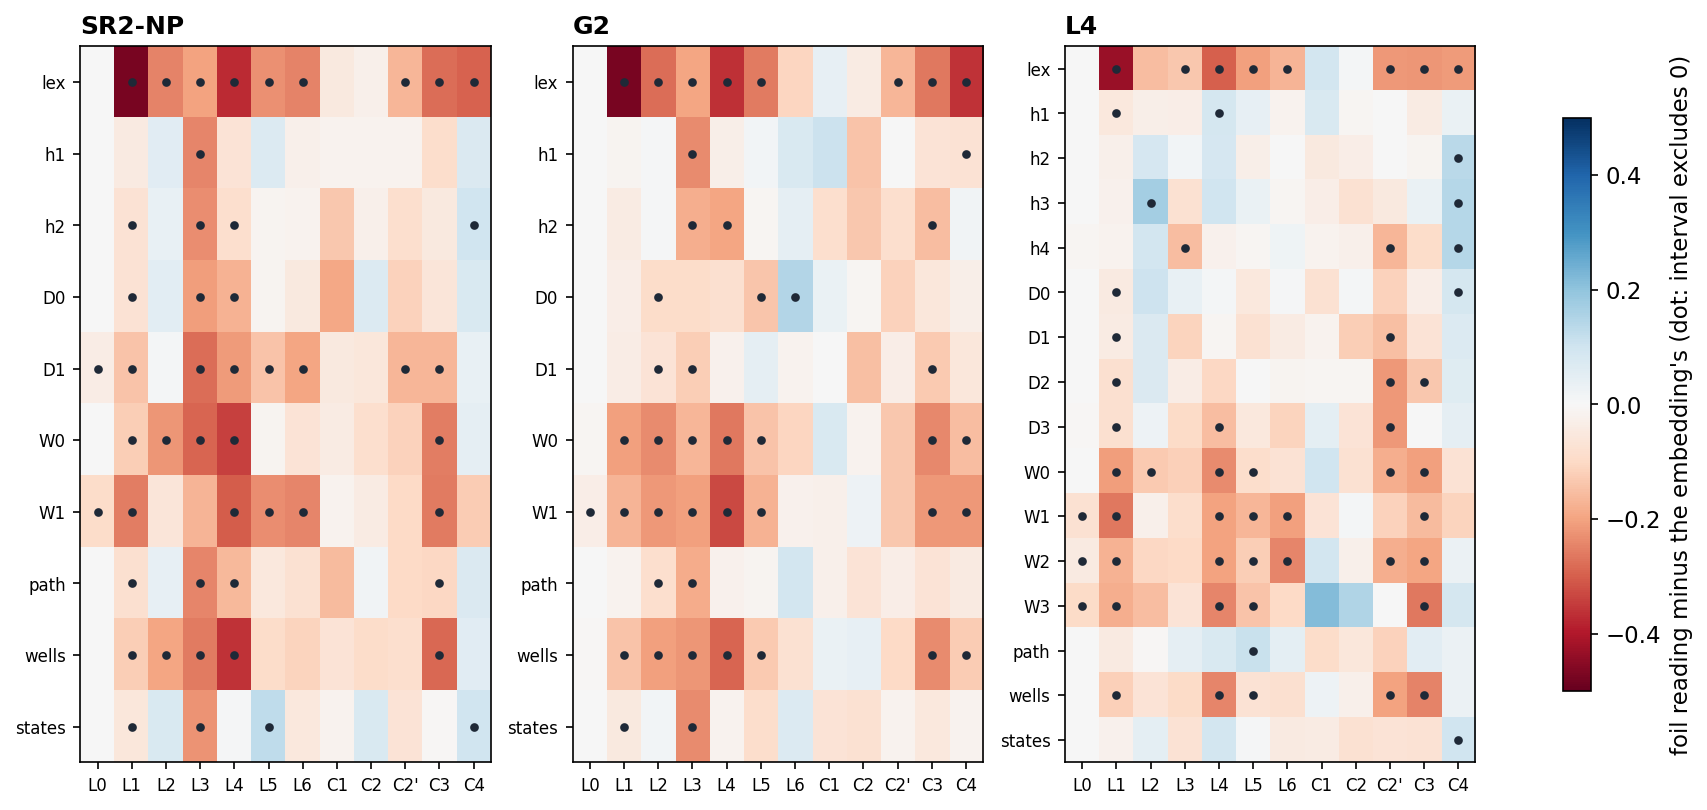 SR2-NP
G2
L4
lex
h1
h2
D0
D1
W0
W1
path
wells
states
L0 L1 L2 L3 L4 L5 L6 C1 C2 C2' C3 C4
lex
h1
h2
D0
D1
W0
W1
path
wells
states
L0 L1 L2 L3 L4 L5 L6 C1 C2 C2' C3 C4
lex
h1
h2
h3
h4
D0
D1
D2
D3
W0
W1
W2
W3
path
wells
states
L0 L1 L2 L3 L4 L5 L6 C1 C2 C2' C3 C4
0.4
0.2
0.0
−0.2
−0.4
foil reading minus the embedding's (dot: interval excludes 0)